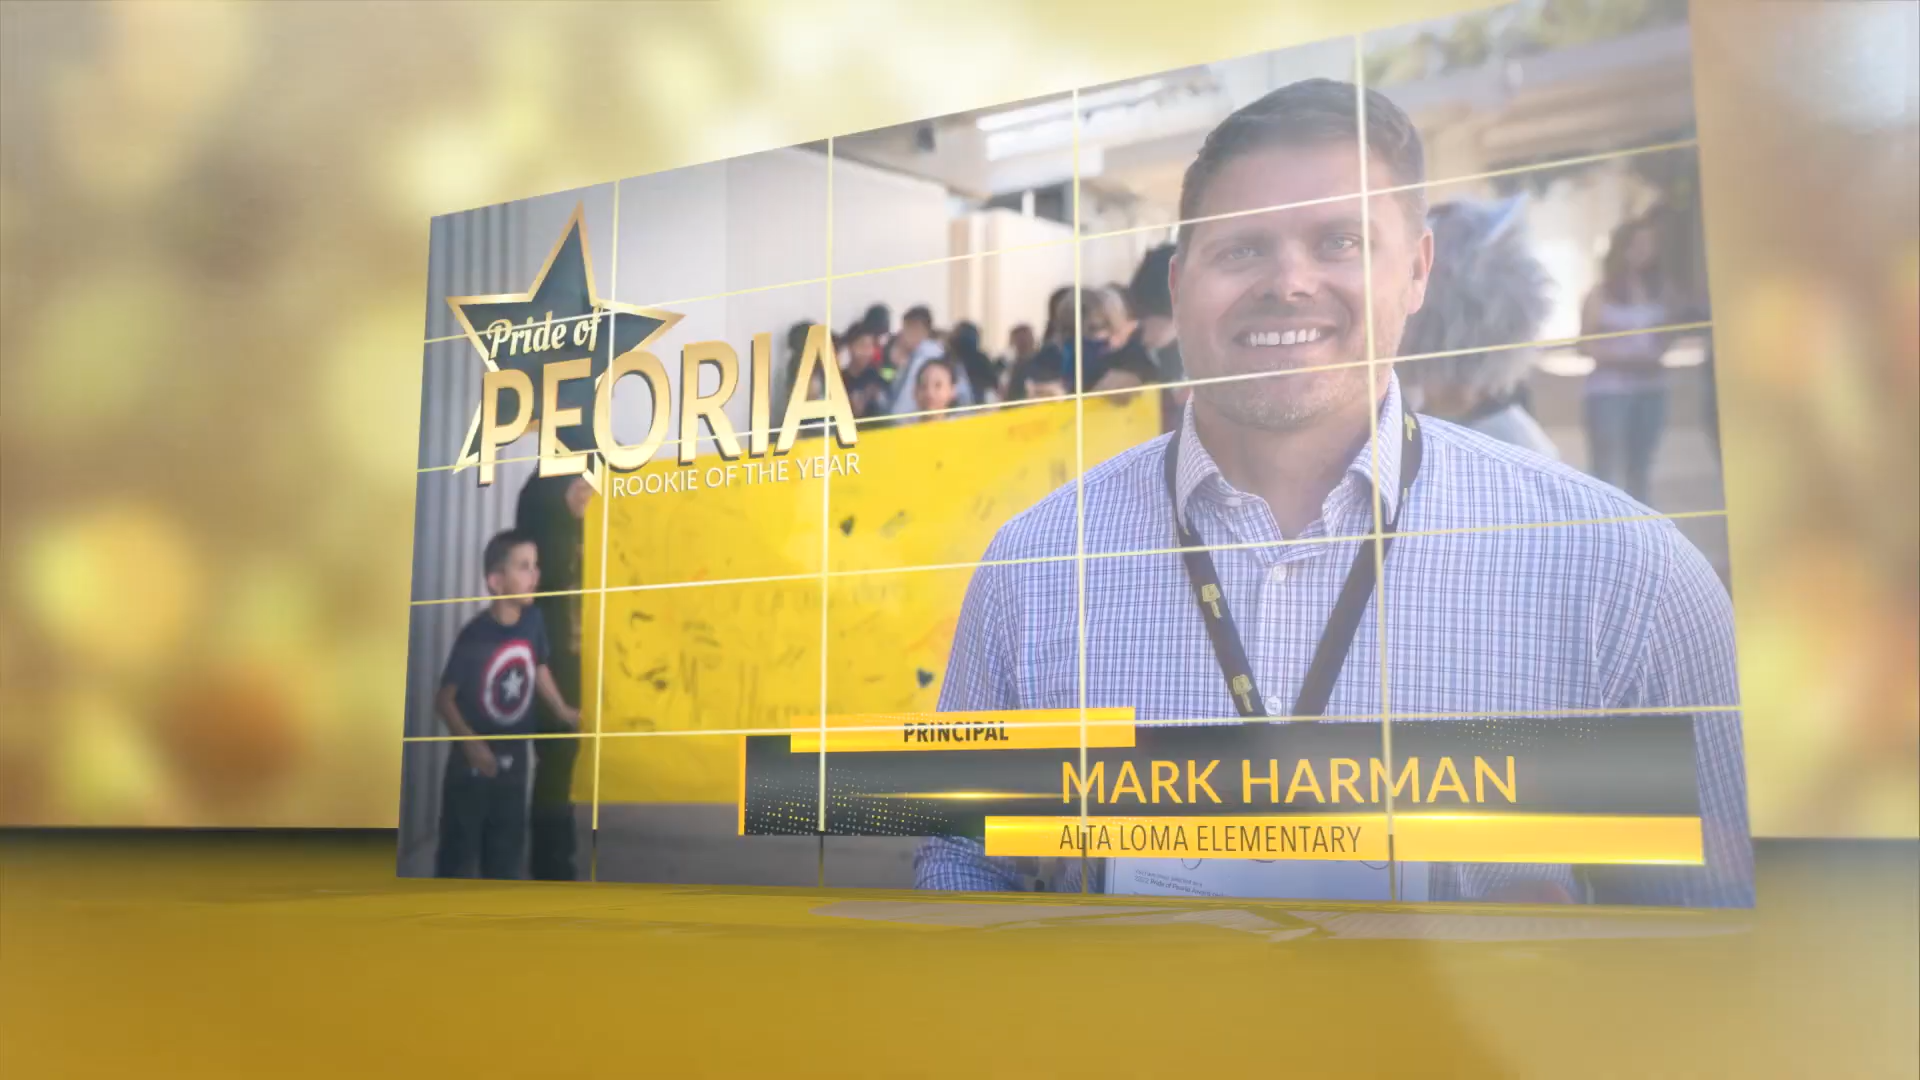 Pride of
PEORIA
ROOKIE OF THE YEAR
PRINCIPAL
MARK HARMAN
ALTA LOMA ELEMENTARY